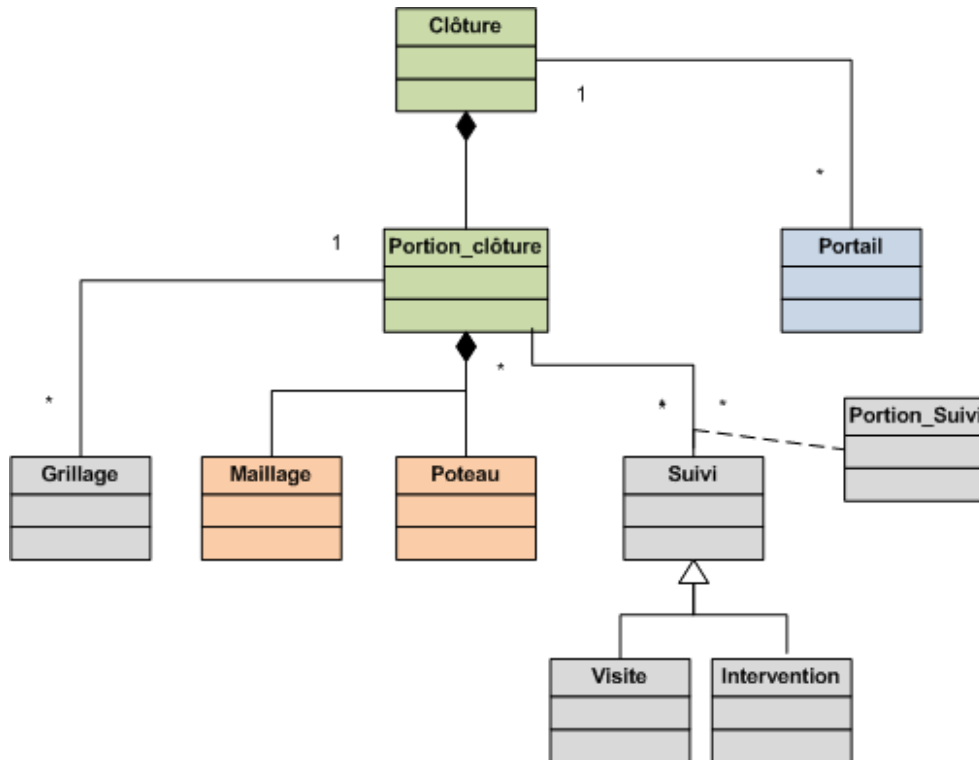 Clôture
1
*
1
Portion_clôture
Portail
*
*
*
*
Portion_Suivi
Grillage
Maillage
Poteau
Suivi
Visite
Intervention